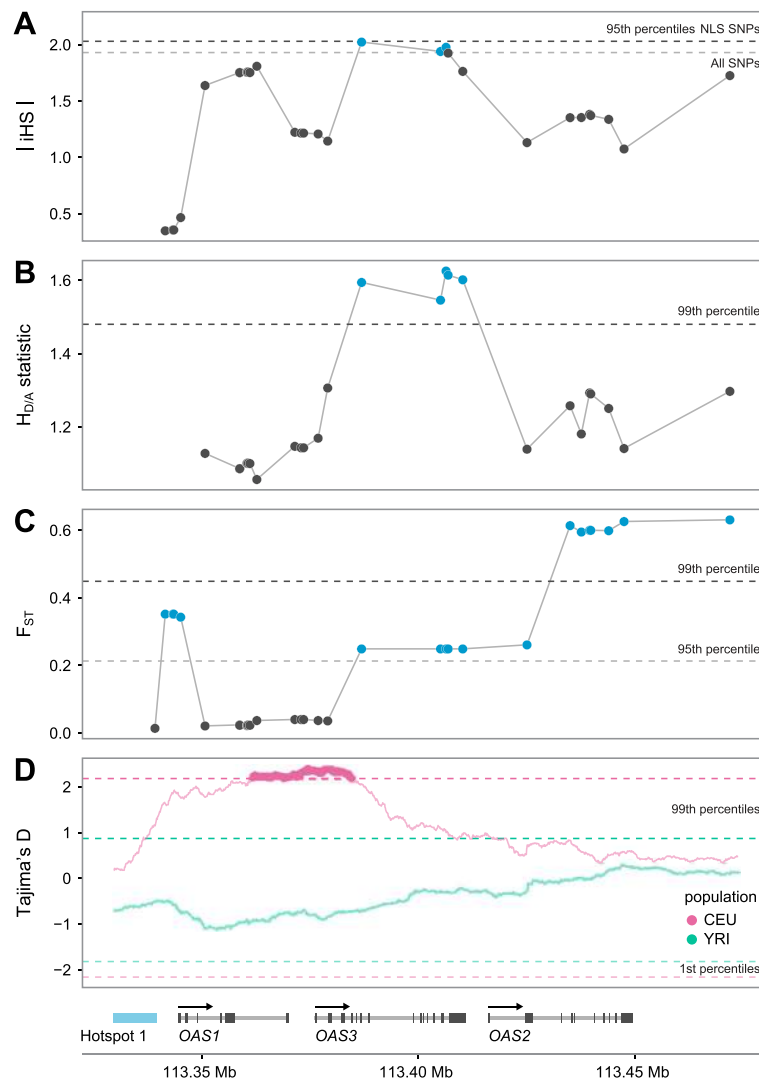 A
95th percentiles NLS SNPs
All SNPs
2.0
1.5
1.0
0.5
| iHS |
B
99th percentile
1.6
1.4
1.2
H_D/A statistic
C
99th percentile
95th percentile
0.6
0.4
0.2
0.0
F_ST
D
99th percentiles
2
1
0
−1
−2
Tajima's D
population
CEU
YRI
1st percentiles
Hotspot 1
OAS1
OAS3
OAS2
113.35 Mb
113.40 Mb
113.45 Mb